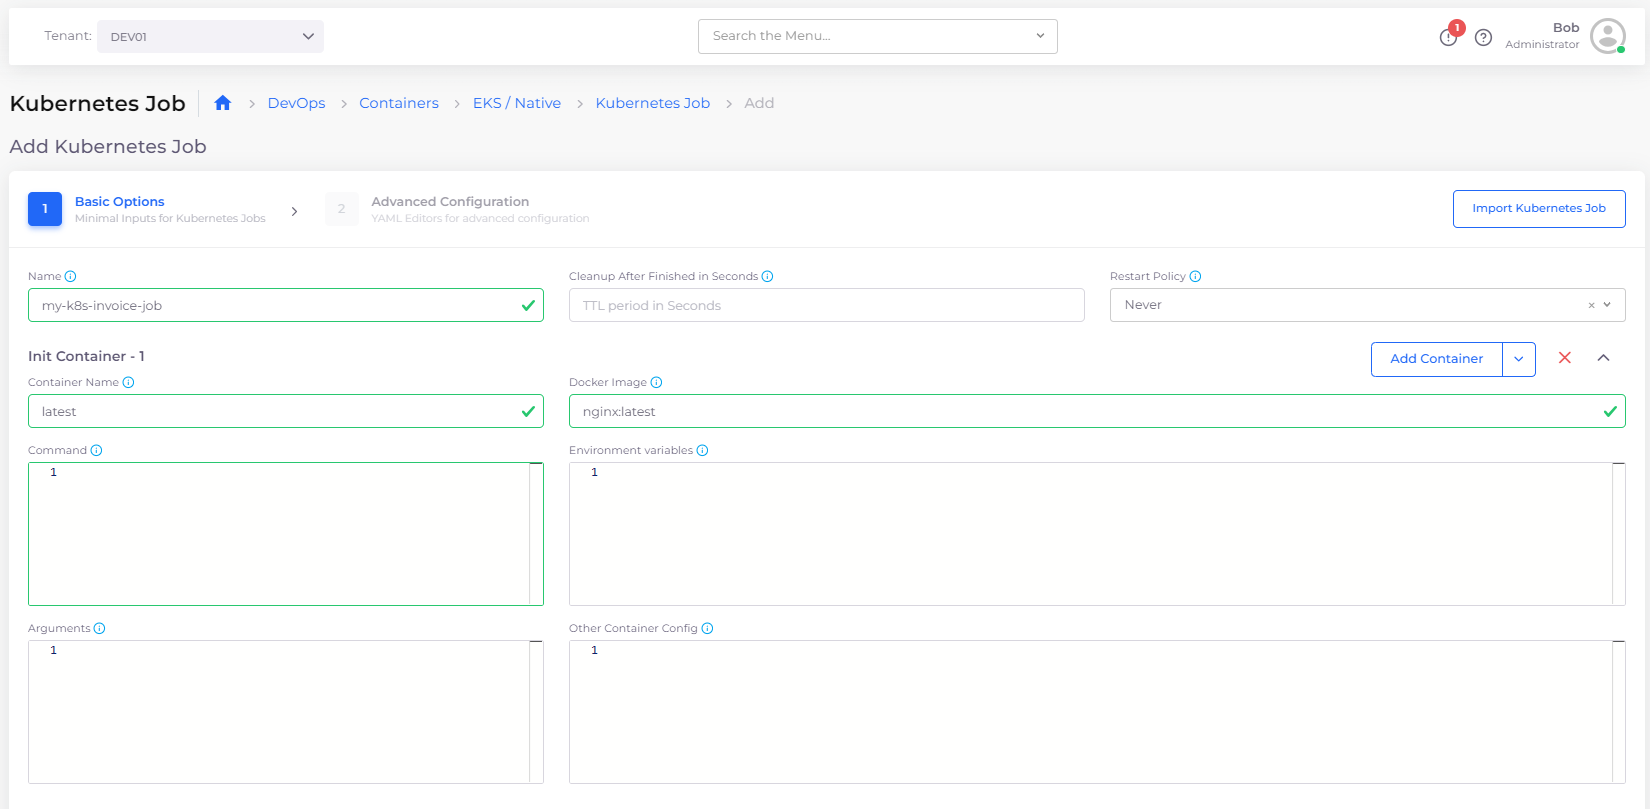 Tenant: DEV01
Search the Menu...
1
Bob
Administrator
Kubernetes Job
DevOps > Containers > EKS / Native > Kubernetes Job > Add
Add Kubernetes Job
1 Basic Options
Minimal Inputs for Kubernetes Jobs
2 Advanced Configuration
YAML Editors for advanced configuration
Import Kubernetes Job
Name
my-k8s-invoice-job
Cleanup After Finished in Seconds
TTL period in Seconds
Restart Policy
Never
Init Container - 1
Add Container
Container Name
latest
Docker Image
nginx:latest
Command
1
Environment variables
1
Arguments
1
Other Container Config
1